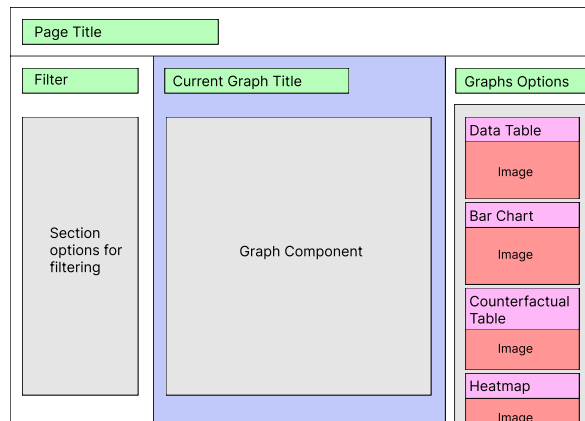 Page Title
Filter
Current Graph Title
Graphs Options
Section
options for
filtering
Graph Component
Data Table
Image
Bar Chart
Image
Counterfactual
Table
Image
Heatmap
Image